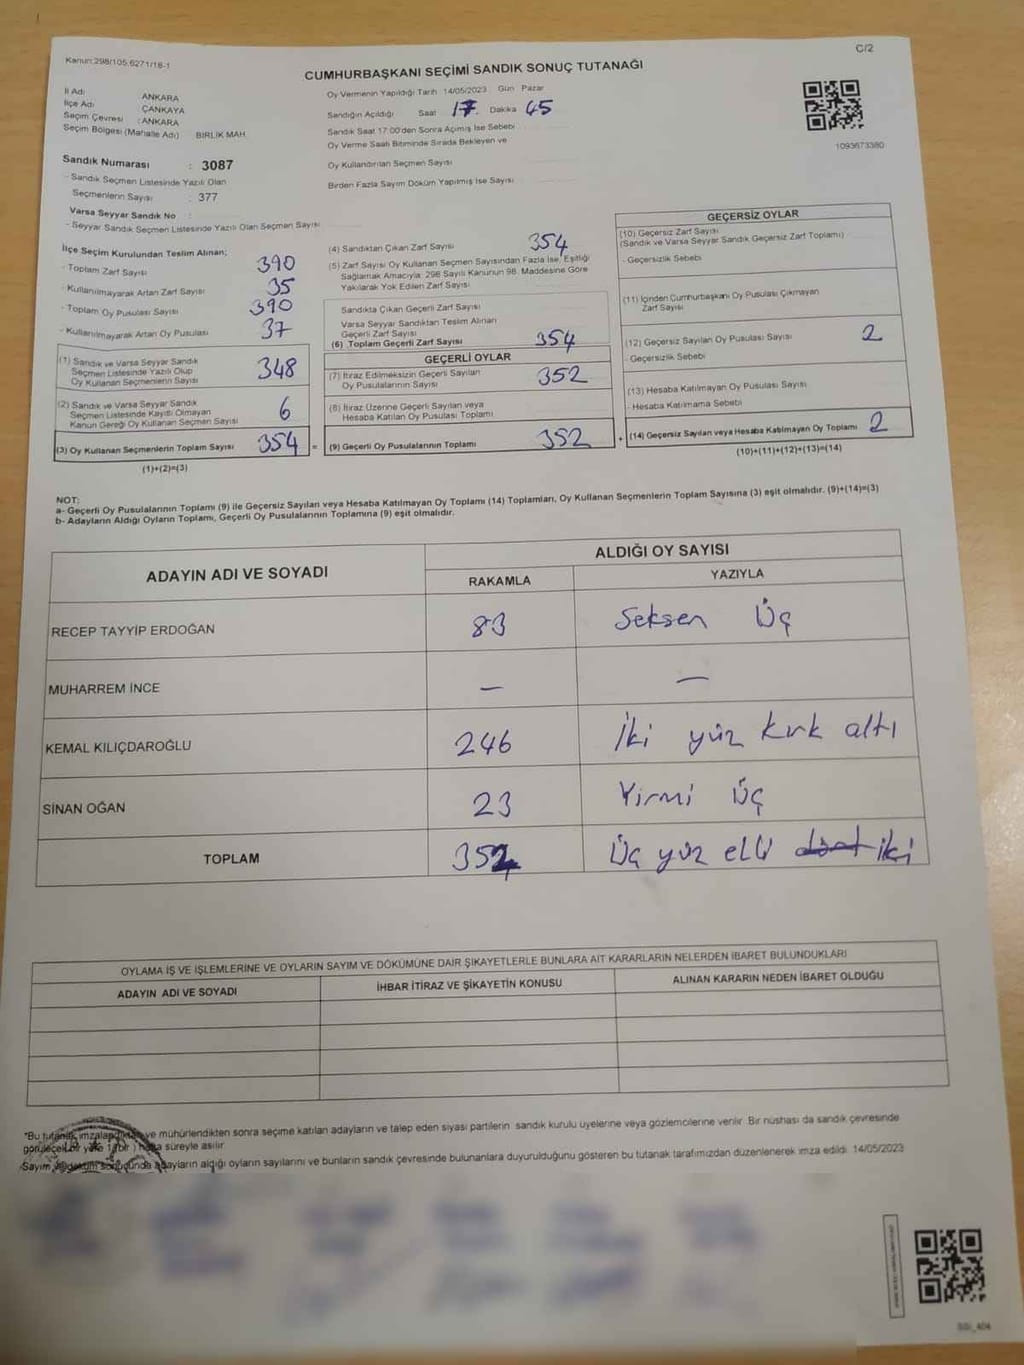 Kanun:298/105,6271/18-1
C/2
CUMHURBAŞKANI SEÇİMİ SANDIK SONUÇ TUTANAĞI
İl Adı ANKARA
İlçe Adı ÇANKAYA
Seçim Çevresi : ANKARA
Seçim Bölgesi (Mahalle Adı) BIRLIK MAH.
Sandık Numarası : 3087
- Sandık Seçmen Listesinde Yazılı Olan
Seçmenlerin Sayısı : 377
Varsa Seyyar Sandık No :
- Seyyar Sandık Seçmen Listesinde Yazılı Olan Seçmen Sayısı
Oy Vermenin Yapıldığı Tarih 14/05/2023 Gün Pazar
Sandığın Açıldığı Saat 17. Dakika 45
Sandık Saat 17:00'den Sonra Açılmış İse Sebebi
Oy Verme Saati Bitiminde Sırada Bekleyen ve
Oy Kullandırılan Seçmen Sayısı
Birden Fazla Sayım Döküm Yapılmış İse Sayısı
1093673380
İlçe Seçim Kurulundan Teslim Alınan;
- Toplam Zarf Sayısı 390
- Kullanılmayarak Artan Zarf Sayısı 35
- Toplam Oy Pusulası Sayısı 390
- Kullanılmayarak Artan Oy Pusulası 37
(1) Sandık ve Varsa Seyyar Sandık
Seçmen Listesinde Yazılı Olup
Oy Kullanan Seçmenlerin Sayısı 348
(2) Sandık ve Varsa Seyyar Sandık
Seçmen Listesinde Kayıtlı Olmayan
Kanun Gereği Oy Kullanan Seçmen Sayısı 6
(3) Oy Kullanan Seçmenlerin Toplam Sayısı 354 =
(1)+(2)=(3)
(4) Sandıktan Çıkan Zarf Sayısı 354
(5) Zarf Sayısı Oy Kullanan Seçmen Sayısından Fazla İse, Eşitliği
Sağlamak Amacıyla; 298 Sayılı Kanunun 98. Maddesine Göre
Yakılarak Yok Edilen Zarf Sayısı
Sandıkta Çıkan Geçerli Zarf Sayısı
Varsa Seyyar Sandıktan Teslim Alınan
Geçerli Zarf Sayısı
(6) Toplam Geçerli Zarf Sayısı 354
GEÇERLİ OYLAR
(7) İtiraz Edilmeksizin Geçerli Sayılan
Oy Pusulalarının Sayısı 352
(8) İtiraz Üzerine Geçerli Sayılan veya
Hesaba Katılan Oy Pusulası Toplamı
(9) Geçerli Oy Pusulalarının Toplamı 352 +
GEÇERSİZ OYLAR
(10) Geçersiz Zarf Sayısı
(Sandık ve Varsa Seyyar Sandık Geçersiz Zarf Toplamı)
- Geçersizlik Sebebi
(11) İçinden Cumhurbaşkanı Oy Pusulası Çıkmayan
Zarf Sayısı
(12) Geçersiz Sayılan Oy Pusulası Sayısı 2
- Geçersizlik Sebebi
(13) Hesaba Katılmayan Oy Pusulası Sayısı
- Hesaba Katılmama Sebebi
(14) Geçersiz Sayılan veya Hesaba Katılmayan Oy Toplamı 2
(10)+(11)+(12)+(13)=(14)
NOT:
a- Geçerli Oy Pusulalarının Toplamı (9) ile Geçersiz Sayılan veya Hesaba Katılmayan Oy Toplamı (14) Toplamları, Oy Kullanan Seçmenlerin Toplam Sayısına (3) eşit olmalıdır. (9)+(14)=(3)
b- Adayların Aldığı Oyların Toplamı, Geçerli Oy Pusulalarının Toplamına (9) eşit olmalıdır.
ADAYIN ADI VE SOYADI ALDIĞI OY SAYISI
RAKAMLA YAZIYLA
RECEP TAYYİP ERDOĞAN 83 Seksen Üç
MUHARREM İNCE — —
KEMAL KILIÇDAROĞLU 246 İki yüz kırk altı
SİNAN OĞAN 23 Yirmi Üç
TOPLAM 352 Üç yüz elli dört iki
OYLAMA İŞ VE İŞLEMLERİNE VE OYLARIN SAYIM VE DÖKÜMÜNE DAİR ŞİKAYETLERLE BUNLARA AİT KARARLARIN NELERDEN İBARET BULUNDUKLARI
ADAYIN ADI VE SOYADI İHBAR İTİRAZ VE ŞİKAYETİN KONUSU ALINAN KARARIN NEDEN İBARET OLDUĞU
*Bu tutanak imzalandıktan ve mühürlendikten sonra seçime katılan adayların ve talep eden siyasi partilerin sandık kurulu üyelerine veya gözlemcilerine verilir. Bir nüshası da sandık çevresinde
görülecek bir yere 1 (bir) hafta süreyle asılır.
Sayım, döküm sonucunda adayların aldığı oyların sayılarını ve bunların sandık çevresinde bulunanlara duyurulduğunu gösteren bu tutanak tarafımızdan düzenlenerek imza edildi. 14/05/2023